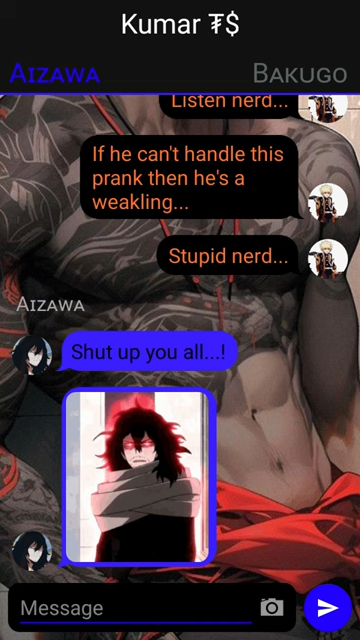 Kumar ₮$
Aizawa
Bakugo
Listen nerd...
If he can't handle this
prank then he's a
weakling...
Stupid nerd...
Aizawa
Shut up you all...!
Message